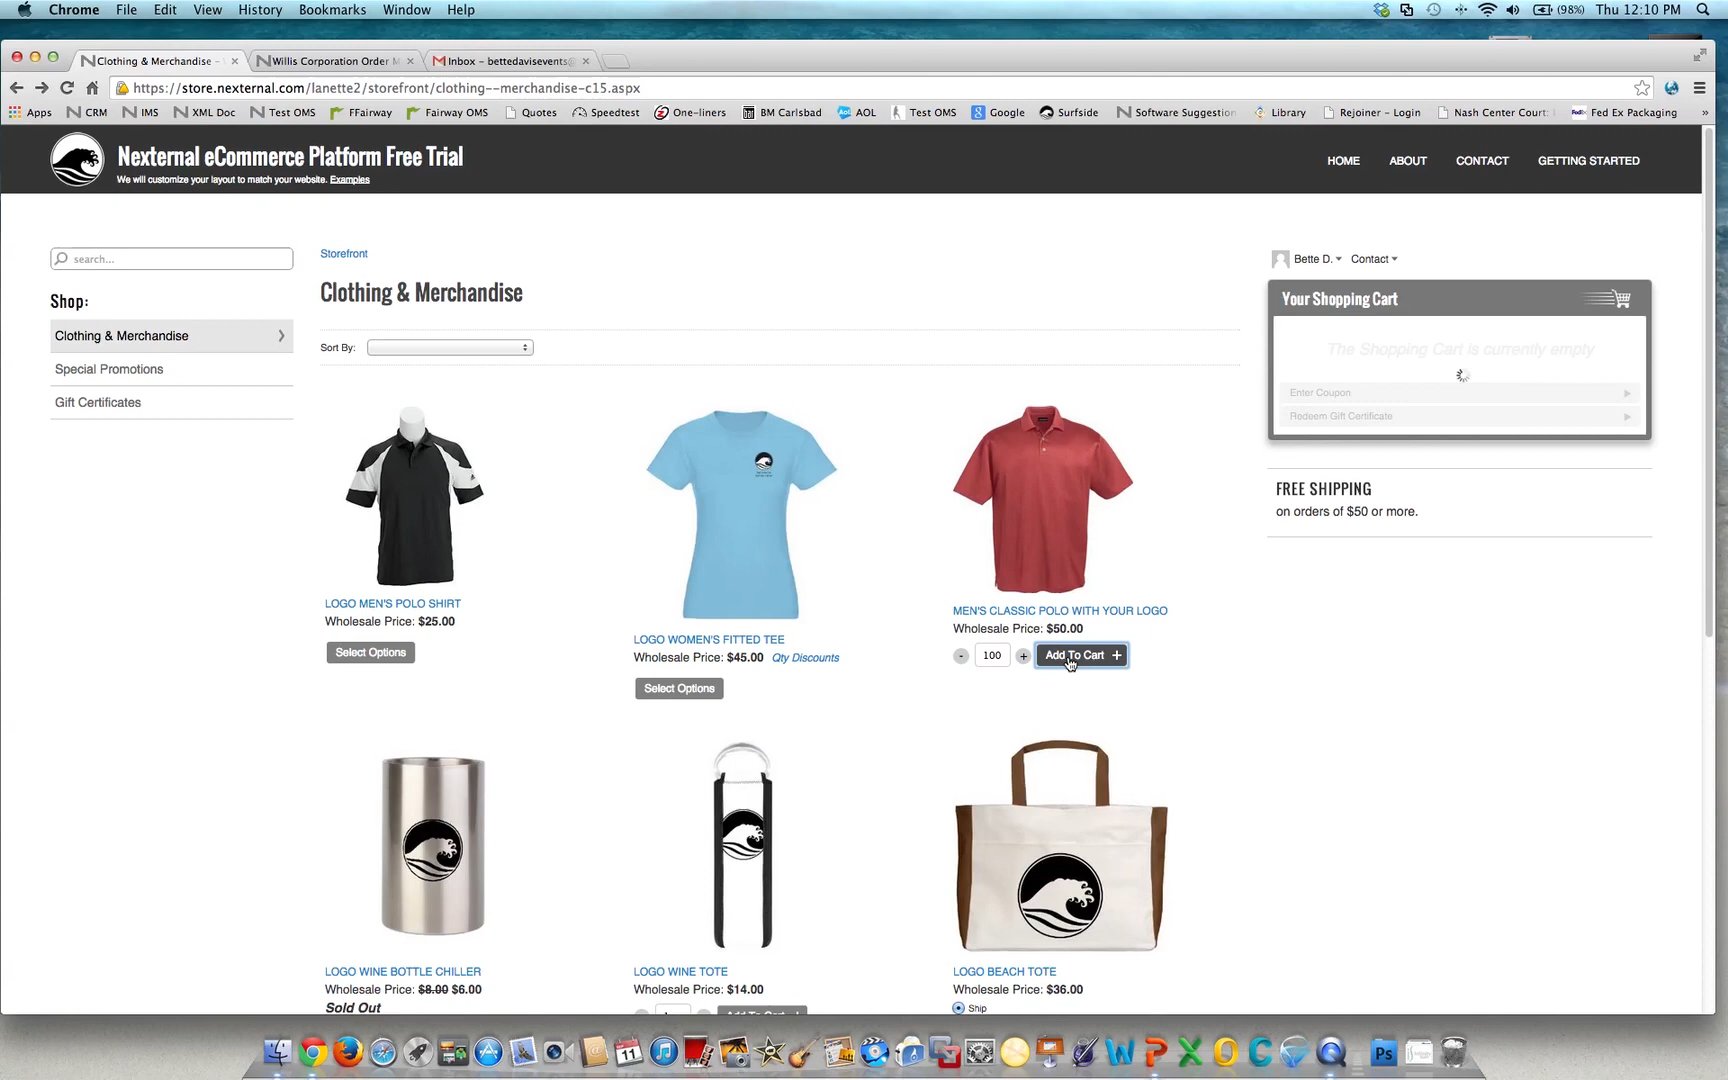 Chrome File Edit View History Bookmarks Window Help
(98%) Thu 12:10 PM
Clothing & Merchandise -
Willis Corporation Order M
Inbox - bettedavisevents@
https://store.nexternal.com/lanette2/storefront/clothing--merchandise-c15.aspx
Apps CRM IMS XML Doc Test OMS FFairway Fairway OMS Quotes Speedtest One-liners BM Carlsbad AOL Test OMS Google Surfside Software Suggestion Library Rejoiner - Login Nash Center Court: Fed Ex Packaging »
Nexternal eCommerce Platform Free Trial
We will customize your layout to match your website. Examples
HOME ABOUT CONTACT GETTING STARTED
search...
Shop:
Clothing & Merchandise
Special Promotions
Gift Certificates
Storefront
Clothing & Merchandise
Sort By:
LOGO MEN'S POLO SHIRT
Wholesale Price: $25.00
Select Options
LOGO WOMEN'S FITTED TEE
Wholesale Price: $45.00 Qty Discounts
Select Options
MEN'S CLASSIC POLO WITH YOUR LOGO
Wholesale Price: $50.00
- 100 + Add To Cart +
LOGO WINE BOTTLE CHILLER
Wholesale Price: $8.00 $6.00
Sold Out
LOGO WINE TOTE
Wholesale Price: $14.00
Add To Cart
LOGO BEACH TOTE
Wholesale Price: $36.00
Ship
Bette D. Contact
Your Shopping Cart
The Shopping Cart is currently empty
Enter Coupon
Redeem Gift Certificate
FREE SHIPPING
on orders of $50 or more.
11